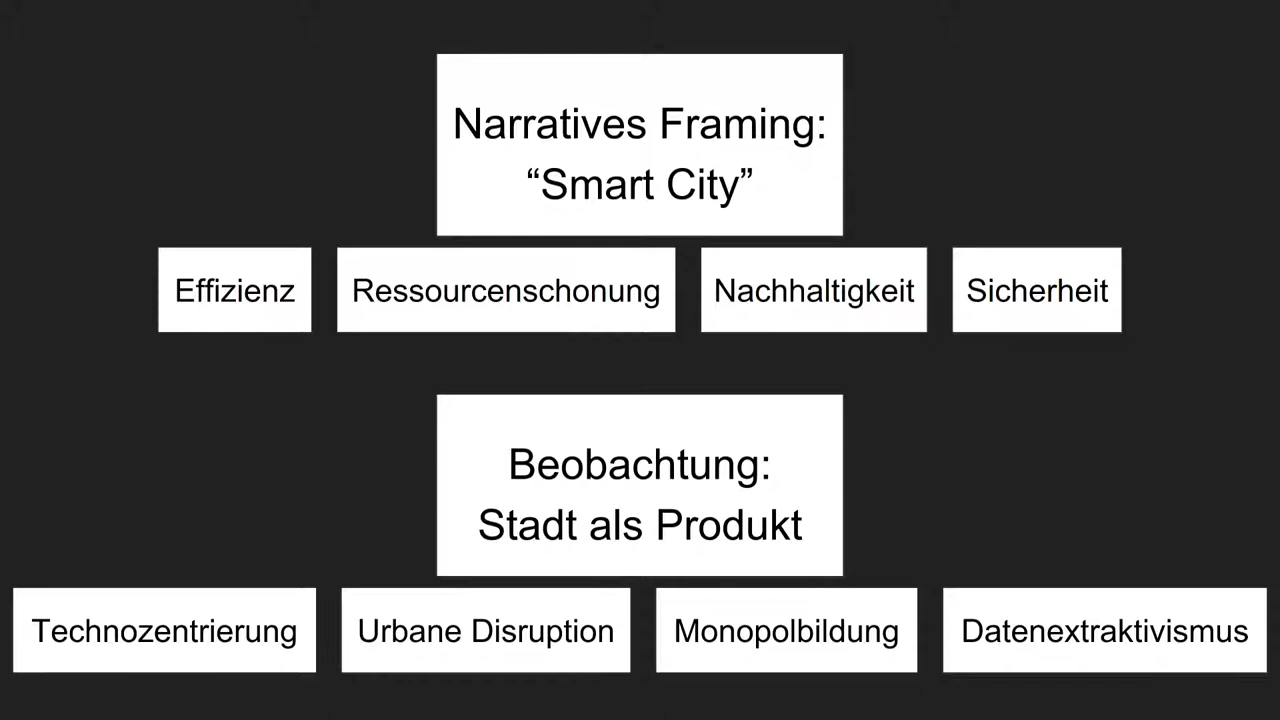 Narratives Framing:
“Smart City”
Effizienz
Ressourcenschonung
Nachhaltigkeit
Sicherheit
Beobachtung:
Stadt als Produkt
Technozentrierung
Urbane Disruption
Monopolbildung
Datenextraktivismus